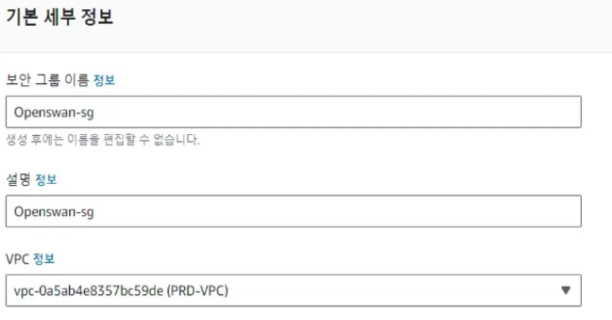 기본 세부 정보
보안 그룹 이름 정보
Openswan-sg
생성 후에는 이름을 편집할 수 없습니다.
설명 정보
Openswan-sg
VPC 정보
vpc-0a5ab4e8357bc59de (PRD-VPC)